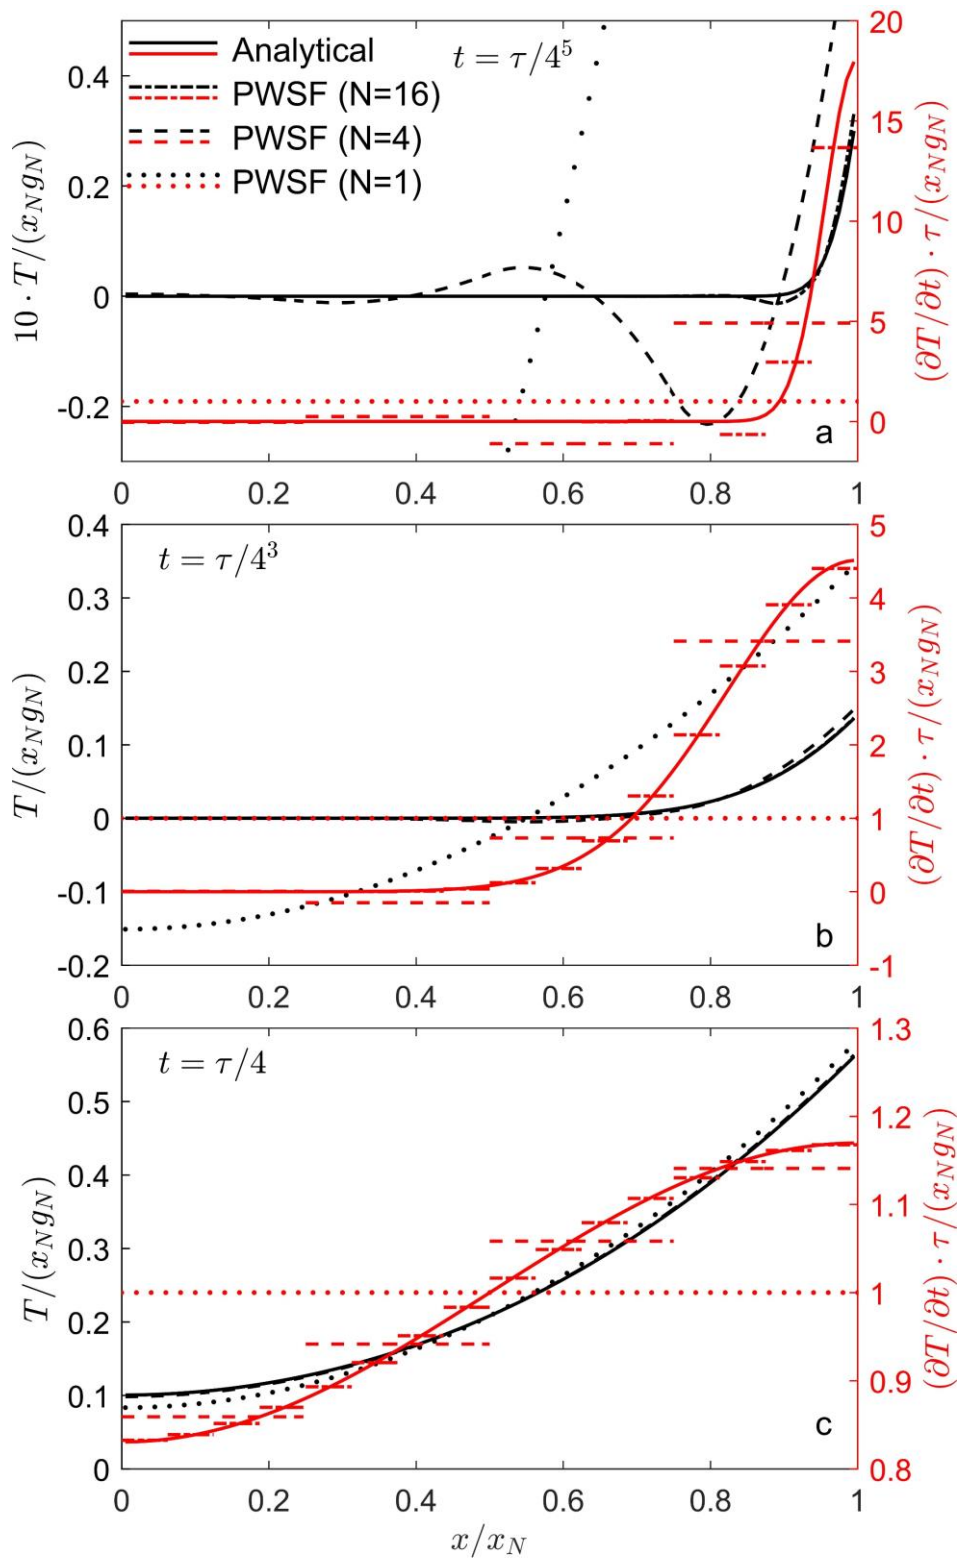 t = τ/4⁵
Analytical
PWSF (N=16)
PWSF (N=4)
PWSF (N=1)
10 · T/(x_N g_N)
0.4
0.2
0
-0.2
20
15
10
5
0
(∂T/∂t) · τ/(x_N g_N)
a
0 0.2 0.4 0.6 0.8 1
t = τ/4³
T/(x_N g_N)
0.4
0.3
0.2
0.1
0
-0.1
-0.2
5
4
3
2
1
0
-1
(∂T/∂t) · τ/(x_N g_N)
b
0 0.2 0.4 0.6 0.8 1
t = τ/4
T/(x_N g_N)
0.6
0.5
0.4
0.3
0.2
0.1
0
1.3
1.2
1.1
1
0.9
0.8
(∂T/∂t) · τ/(x_N g_N)
c
0 0.2 0.4 0.6 0.8 1
x/x_N